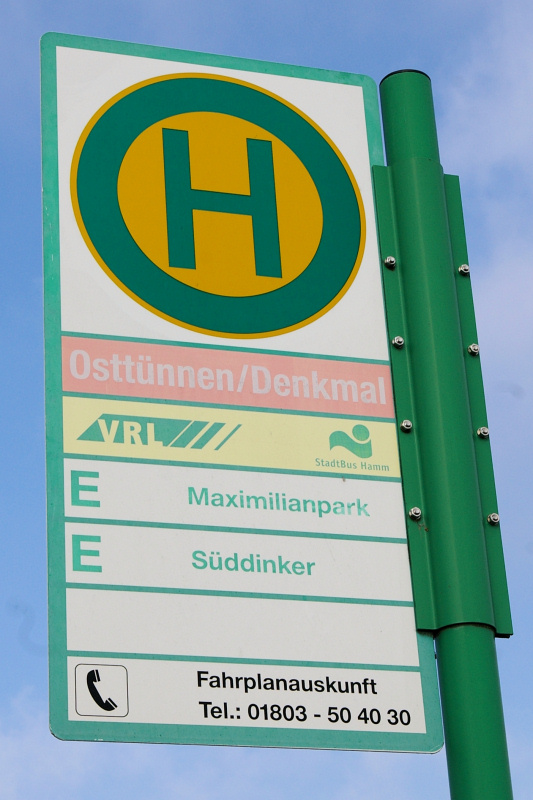 H
Osttünnen/Denkmal
VRL
StadtBus Hamm
E Maximilianpark
E Süddinker
Fahrplanauskunft
Tel.: 01803 - 50 40 30